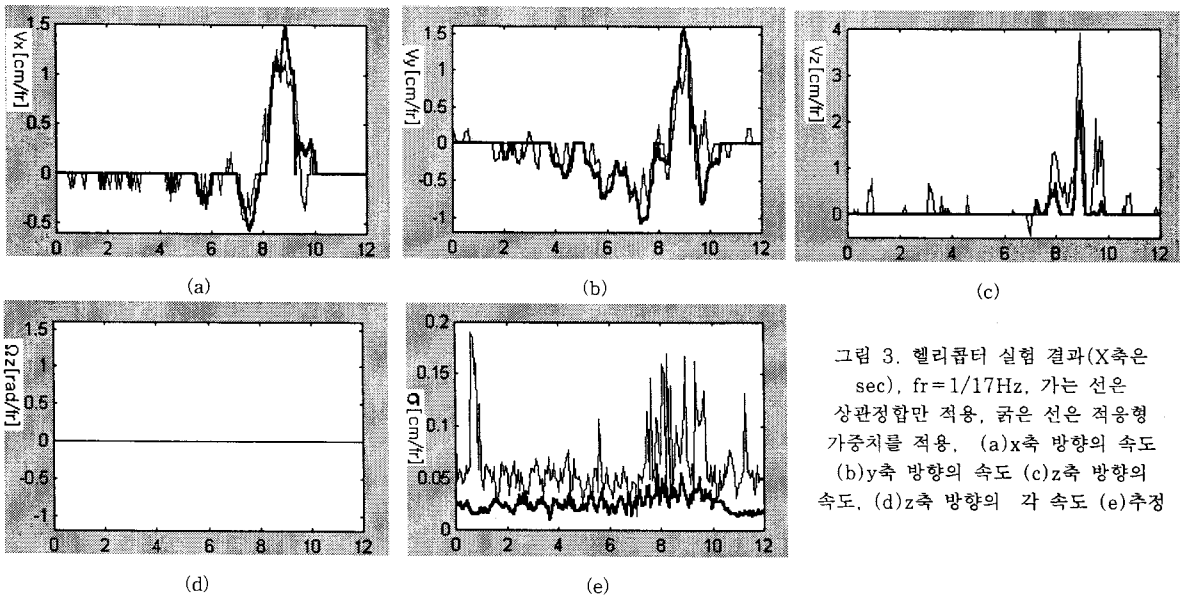 1.5
1
0.5
0
-0.5
Vx[cm/fr]
0 2 4 6 8 10 12
(a)
1.5
1
0.5
0
-0.5
-1
Vy[cm/fr]
0 2 4 6 8 10 12
(b)
4
3
2
1
0
Vz[cm/fr]
0 2 4 6 8 10 12
(c)
1.5
1
0.5
0
-0.5
-1
Ωz[rad/fr]
0 2 4 6 8 10 12
(d)
0.2
0.15
0.1
0.05
0
σ
0 2 4 6 8 10 12
(e)
그림 3. 헬리콥터 실험 결과(X축은
sec), fr=1/17Hz, 가는 선은
상관정합만 적용, 굵은 선은 적응형
가중치를 적용, (a)x축 방향의 속도
(b)y축 방향의 속도 (c)z축 방향의
속도, (d)z축 방향의 각 속도 (e)추정